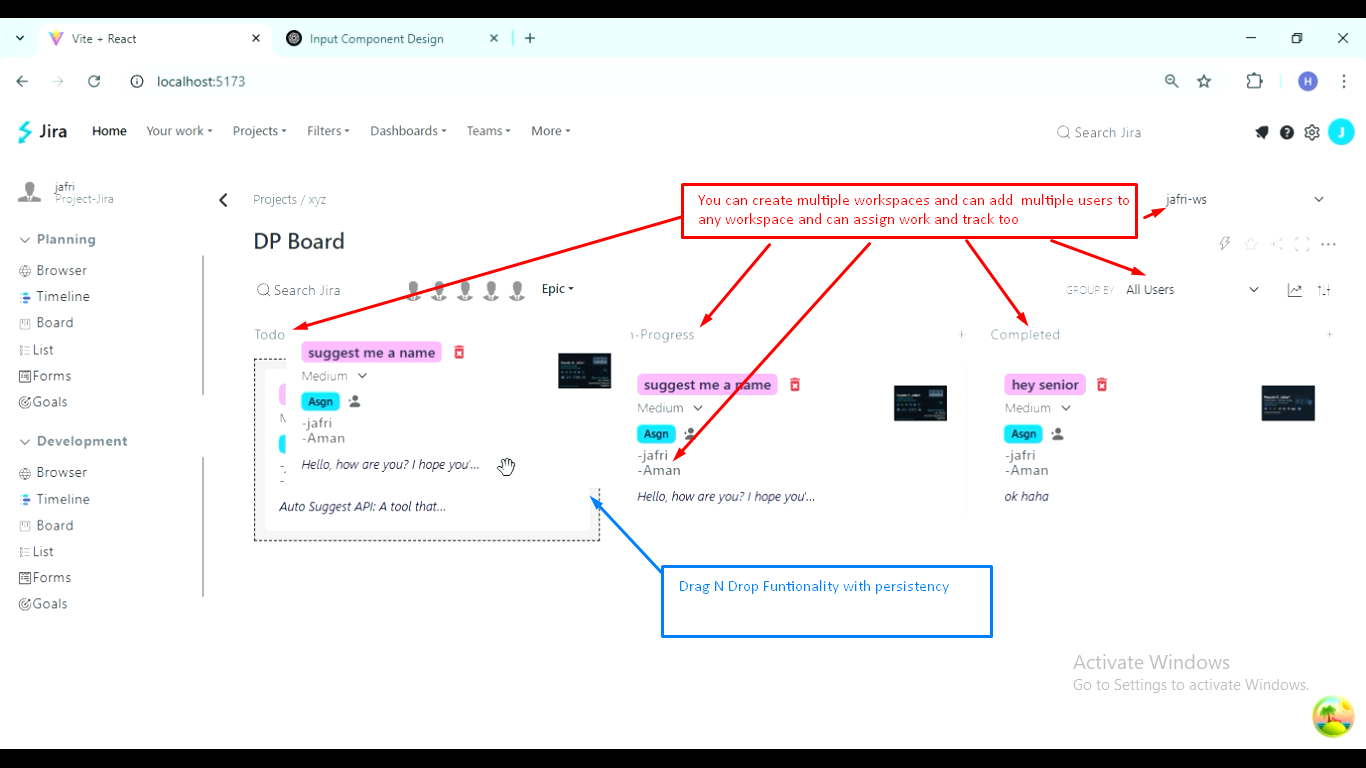 Vite + React
Input Component Design
localhost:5173
H
Jira
Home
Your work
Projects
Filters
Dashboards
Teams
More
Search Jira
J
jafri
Project-Jira
Planning
Browser
Timeline
Board
List
Forms
Goals
Development
Browser
Timeline
Board
List
Forms
Goals
Projects / xyz
You can create multiple workspaces and can add multiple users to
any workspace and can assign work and track too
jafri-ws
DP Board
Search Jira
Epic
GROUP BY
All Users
Todo
suggest me a name
Medium
Asgn
-jafri
-Aman
Hello, how are you? I hope you'...
Auto Suggest API: A tool that...
-Progress
+
suggest me a name
Medium
Asgn
-jafri
-Aman
Hello, how are you? I hope you'...
Completed
+
hey senior
Medium
Asgn
-jafri
-Aman
ok haha
Drag N Drop Funtionality with persistency
Activate Windows
Go to Settings to activate Windows.